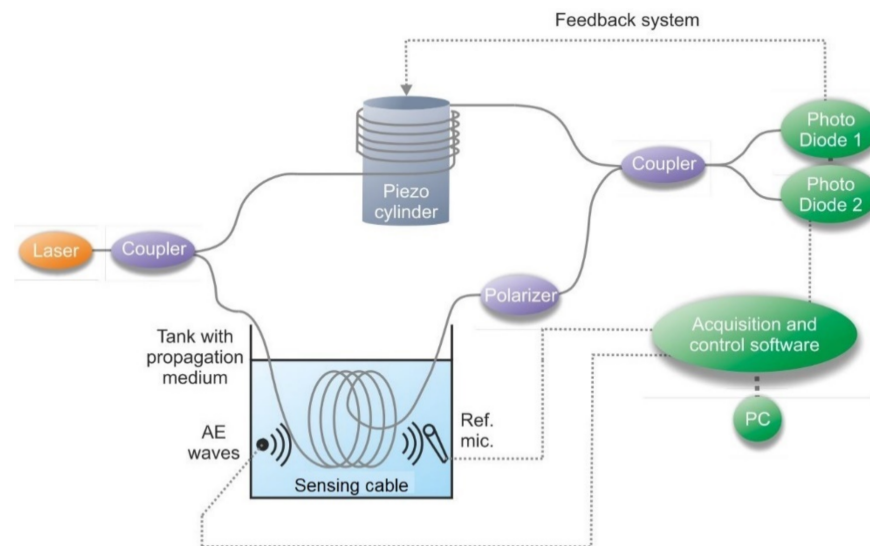 Feedback system
Photo
Diode 1
Coupler
Photo
Diode 2
Piezo
cylinder
Laser
Coupler
Polarizer
Tank with
propagation
medium
Acquisition and
control software
AE
waves
Ref.
mic.
PC
Sensing cable